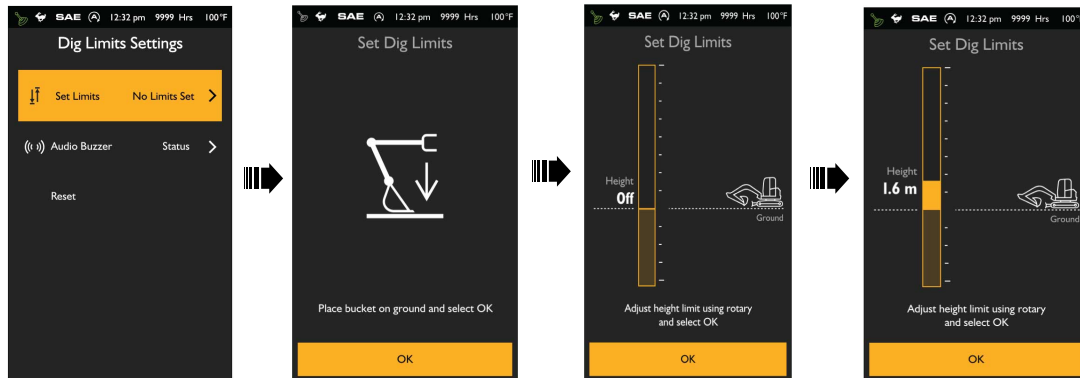 SAE A 12:32 pm 9999 Hrs 100°F
Dig Limits Settings
Set Limits No Limits Set
Audio Buzzer Status
Reset
SAE A 12:32 pm 9999 Hrs 100°F
Set Dig Limits
Place bucket on ground and select OK
OK
SAE A 12:32 pm 9999 Hrs 100°F
Set Dig Limits
Height
Off
Ground
Adjust height limit using rotary
and select OK
OK
SAE A 12:32 pm 9999 Hrs 100°F
Set Dig Limits
Height
1.6 m
Ground
Adjust height limit using rotary
and select OK
OK